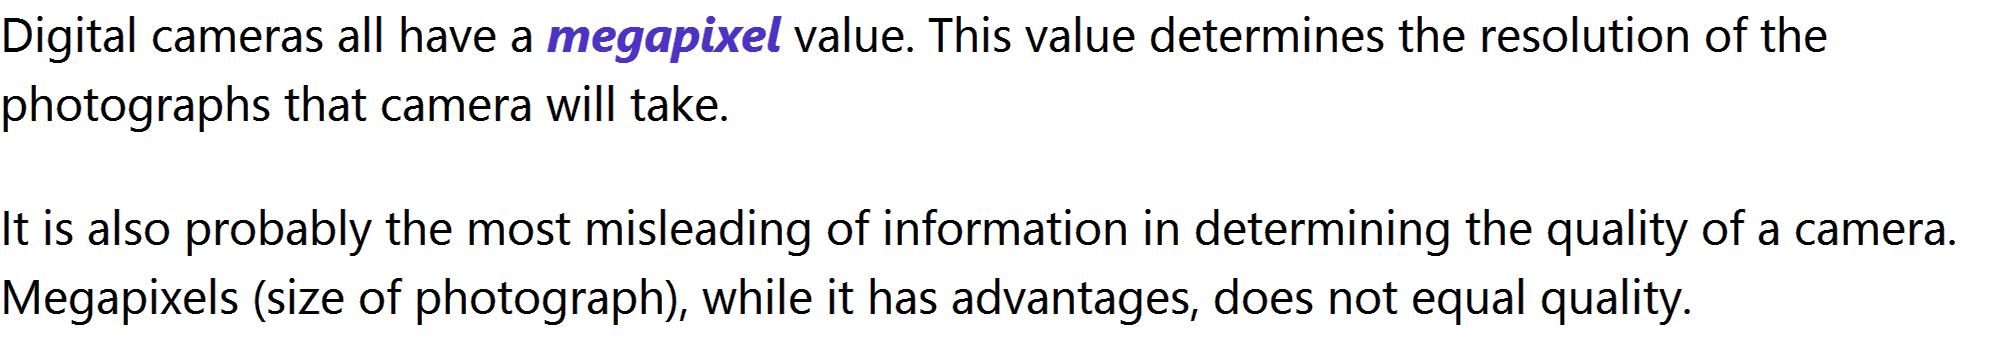 Digital cameras all have a megapixel value. This value determines the resolution of the
photographs that camera will take.
It is also probably the most misleading of information in determining the quality of a camera.
Megapixels (size of photograph), while it has advantages, does not equal quality.